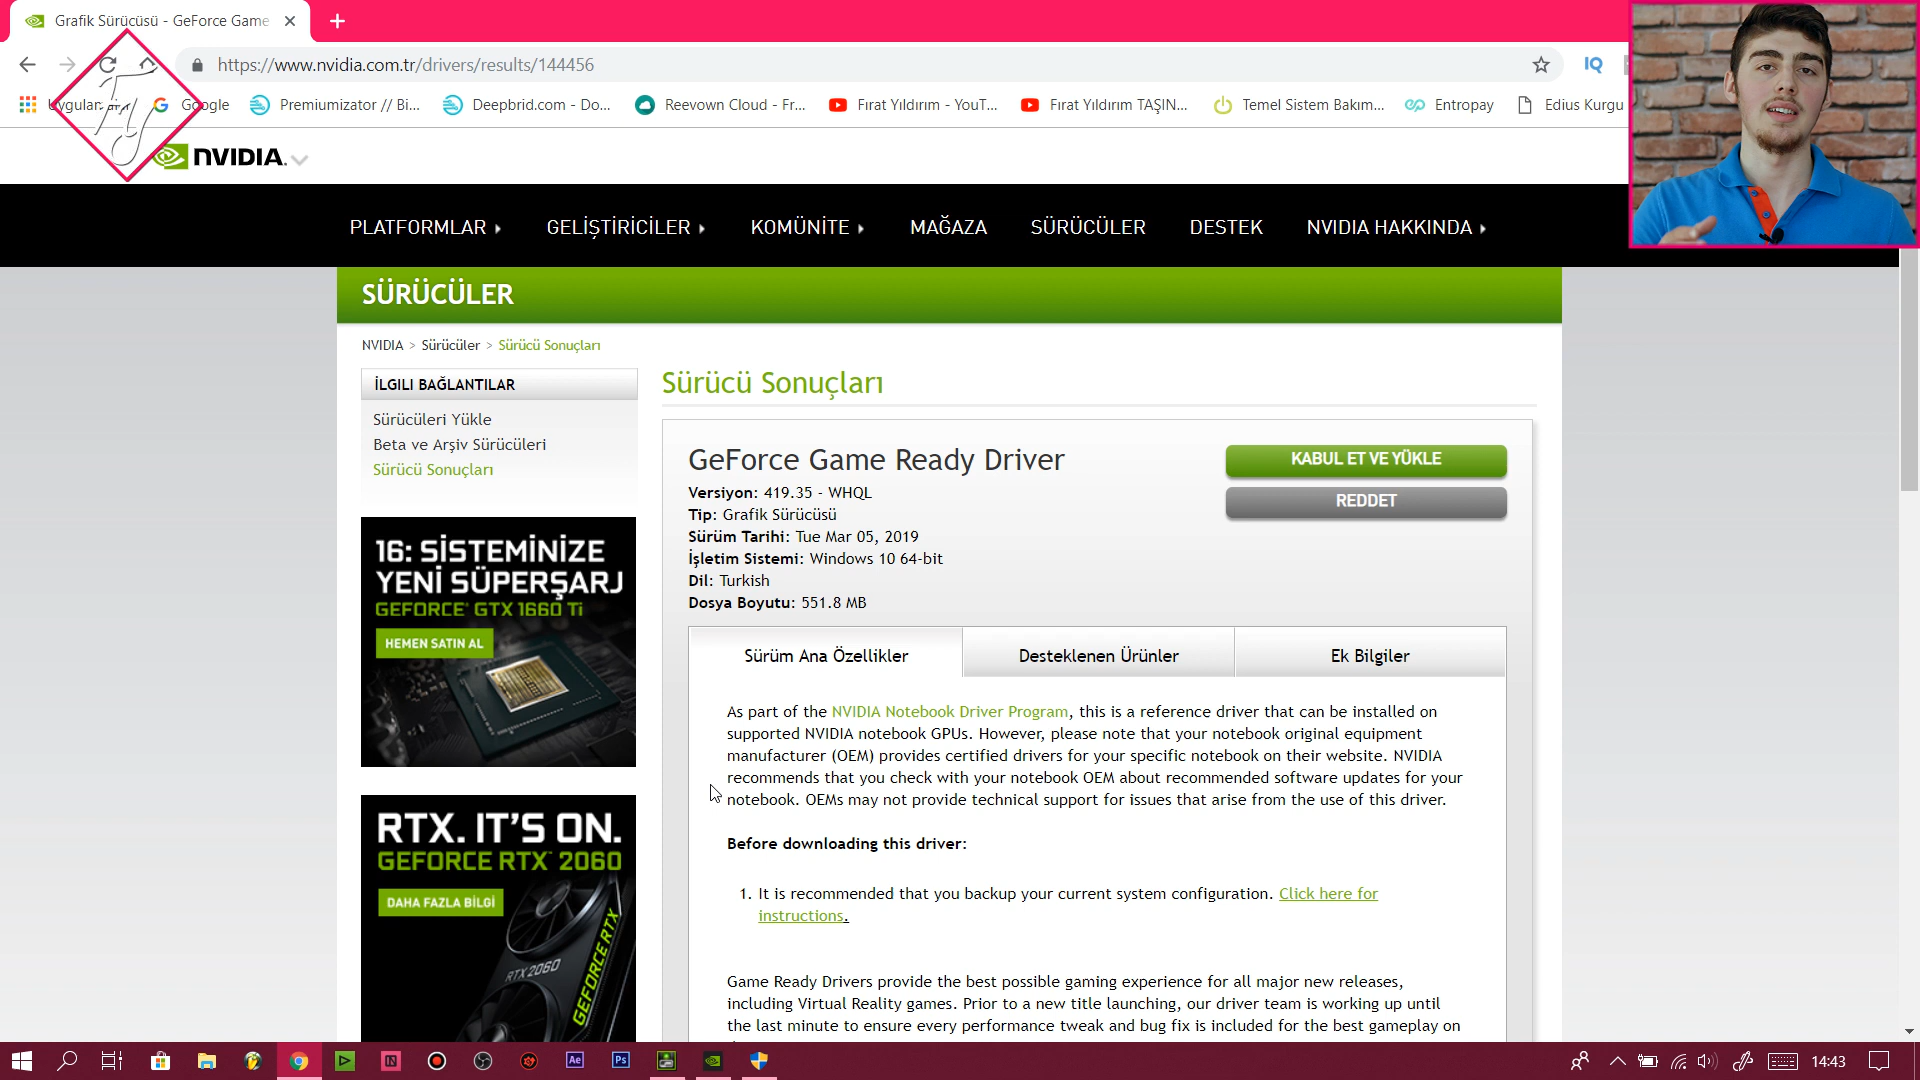 Grafik Sürücüsü - GeForce Game
https://www.nvidia.com.tr/drivers/results/144456
IQ
Uygulamalar
Google
Premiumizator // Bi...
Deepbrid.com - Do...
Reevown Cloud - Fr...
Fırat Yıldırım - YouT...
Fırat Yıldırım TAŞIN...
Temel Sistem Bakım...
Entropay
Edius Kurgu
NVIDIA.
PLATFORMLAR
GELİŞTİRİCİLER
KOMÜNİTE
MAĞAZA
SÜRÜCÜLER
DESTEK
NVIDIA HAKKINDA
SÜRÜCÜLER
NVIDIA > Sürücüler > Sürücü Sonuçları
İLGILI BAĞLANTILAR
Sürücüleri Yükle
Beta ve Arşiv Sürücüleri
Sürücü Sonuçları
16: SİSTEMİNİZE
YENİ SÜPERŞARJ
GEFORCE® GTX 1660 Ti
HEMEN SATIN AL
RTX. IT'S ON.
GEFORCE RTX™ 2060
DAHA FAZLA BİLGİ
RTX 2060
GEFORCE RTX
Sürücü Sonuçları
GeForce Game Ready Driver
Versiyon: 419.35 - WHQL
Tip: Grafik Sürücüsü
Sürüm Tarihi: Tue Mar 05, 2019
İşletim Sistemi: Windows 10 64-bit
Dil: Turkish
Dosya Boyutu: 551.8 MB
KABUL ET VE YÜKLE
REDDET
Sürüm Ana Özellikler
Desteklenen Ürünler
Ek Bilgiler
As part of the NVIDIA Notebook Driver Program, this is a reference driver that can be installed on
supported NVIDIA notebook GPUs. However, please note that your notebook original equipment
manufacturer (OEM) provides certified drivers for your specific notebook on their website. NVIDIA
recommends that you check with your notebook OEM about recommended software updates for your
notebook. OEMs may not provide technical support for issues that arise from the use of this driver.
Before downloading this driver:
1. It is recommended that you backup your current system configuration. Click here for
instructions.
Game Ready Drivers provide the best possible gaming experience for all major new releases,
including Virtual Reality games. Prior to a new title launching, our driver team is working up until
the last minute to ensure every performance tweak and bug fix is included for the best gameplay on
Ae
Ps
14:43